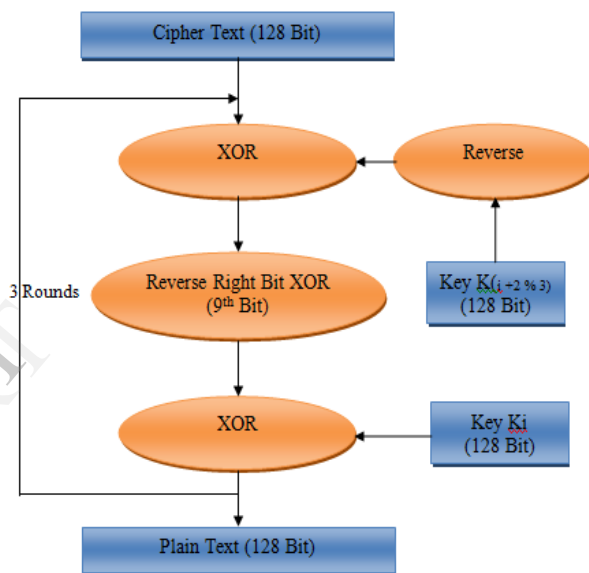 Cipher Text (128 Bit)
XOR
Reverse
3 Rounds
Reverse Right Bit XOR
(9th Bit)
Key K(i +2 % 3)
(128 Bit)
XOR
Key Ki
(128 Bit)
Plain Text (128 Bit)